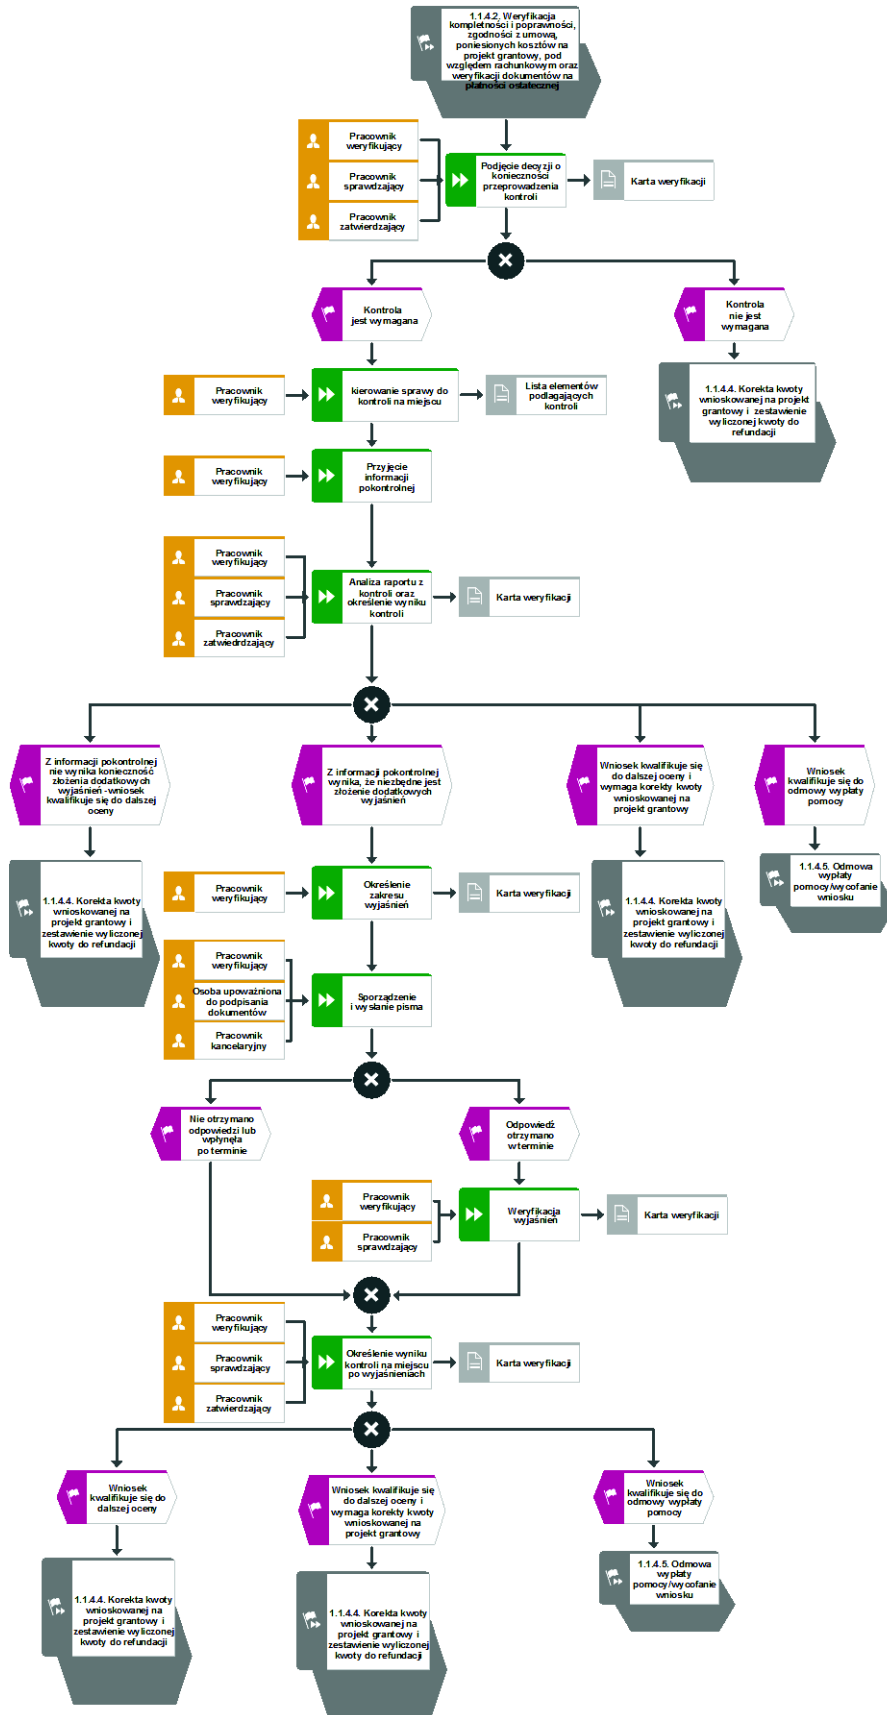 1.1.4.2. Weryfikacja
kompletności i poprawności,
zgodności z umową,
poniesionych kosztów na
projekt grantowy, pod
względem rachunkowym oraz
weryfikacji dokumentów na
płatności ostatecznej
Pracownik
weryfikujący
Pracownik
sprawdzający
Pracownik
zatwierdzający
Podjęcie decyzji o
konieczności
przeprowadzenia
kontroli
Karta weryfikacji
Kontrola
jest wymagana
Kontrola
nie jest
wymagana
Pracownik
weryfikujący
kierowanie sprawy do
kontroli na miejscu
Lista elementów
podlagających
kontroli
1.1.4.4. Korekta kwoty
wnioskowanej na projekt
grantowy i zestawienie
wyliczonej kwoty do
refundacji
Pracownik
weryfikujący
Przyjęcie
informacji
pokontrolnej
Pracownik
weryfikujący
Pracownik
sprawdzający
Pracownik
zatwiedrdzający
Analiza raportu z
kontroli oraz
określenie wyniku
kontroli
Karta weryfikacji
Z informacji pokontrolnej
nie wynika konieczność
złożenia dodatkowych
wyjaśnień -wniosek
kwalifikuje się do dalszej
oceny
Z informacji pokontrolnej
wynika, że niezbędne jest
złożenie dodatkowych
wyjaśnień
Wniosek kwalifikuje się
do dalszej oceny i
wymaga korekty kwoty
wnioskowanej na
projekt grantowy
Wniosek
kwalifikuje się do
odmowy wypłaty
pomocy
1.1.4.4. Korekta kwoty
wnioskowanej na
projekt grantowy i
zestawienie wyliczonej
kwoty do refundacji
Pracownik
weryfikujący
Określenie
zakresu
wyjaśnień
Karta weryfikacji
1.1.4.4. Korekta kwoty
wnioskowanej na
projekt grantowy i
zestawienie wyliczonej
kwoty do refundacji
1.1.4.5. Odmowa
wypłaty
pomocy/wycofanie
wniosku
Pracownik
weryfikujący
Osoba upoważniona
do podpisania
dokumentów
Pracownik
kancelaryjny
Sporządzenie
i wysłanie pisma
Nie otrzymano
odpowiedzi lub
wpłynęła
po terminie
Odpowiedź
otrzymano
w terminie
Pracownik
weryfikujący
Pracownik
sprawdzający
Weryfikacja
wyjaśnień
Karta weryfikacji
Pracownik
weryfikujący
Pracownik
sprawdzający
Pracownik
zatwierdzający
Określenie wyniku
kontroli na miejscu
po wyjaśnieniach
Karta weryfikacji
Wniosek
kwalifikuje się do
dalszej oceny
Wniosek kwalifikuje się
do dalszej oceny i
wymaga korekty kwoty
wnioskowanej na
projekt grantowy
Wniosek
kwalifikuje się do
odmowy wypłaty
pomocy
1.1.4.4. Korekta kwoty
wnioskowanej na
projekt grantowy i
zestawienie wyliczonej
kwoty do refundacji
1.1.4.4. Korekta kwoty
wnioskowanej na
projekt grantowy i
zestawienie wyliczonej
kwoty do refundacji
1.1.4.5. Odmowa
wypłaty
pomocy/wycofanie
wniosku